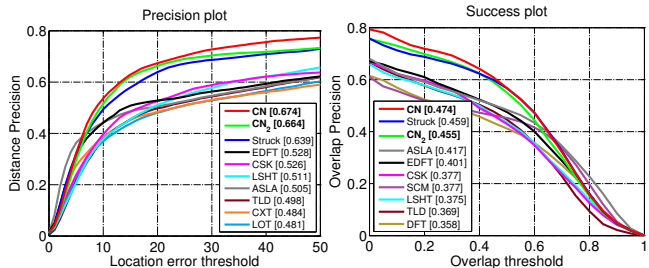 Precision plot
Distance Precision
0.8
0.6
0.4
0.2
0
0
10
20
30
40
50
Location error threshold
CN [0.674]
CN2 [0.664]
Struck [0.639]
EDFT [0.528]
CSK [0.526]
LSHT [0.511]
ASLA [0.505]
TLD [0.498]
CXT [0.484]
LOT [0.481]
Success plot
Overlap Precision
0.8
0.6
0.4
0.2
0
0
0.2
0.4
0.6
0.8
1
Overlap threshold
CN [0.474]
Struck [0.459]
CN2 [0.455]
ASLA [0.417]
EDFT [0.401]
CSK [0.377]
SCM [0.377]
LSHT [0.375]
TLD [0.369]
DFT [0.358]